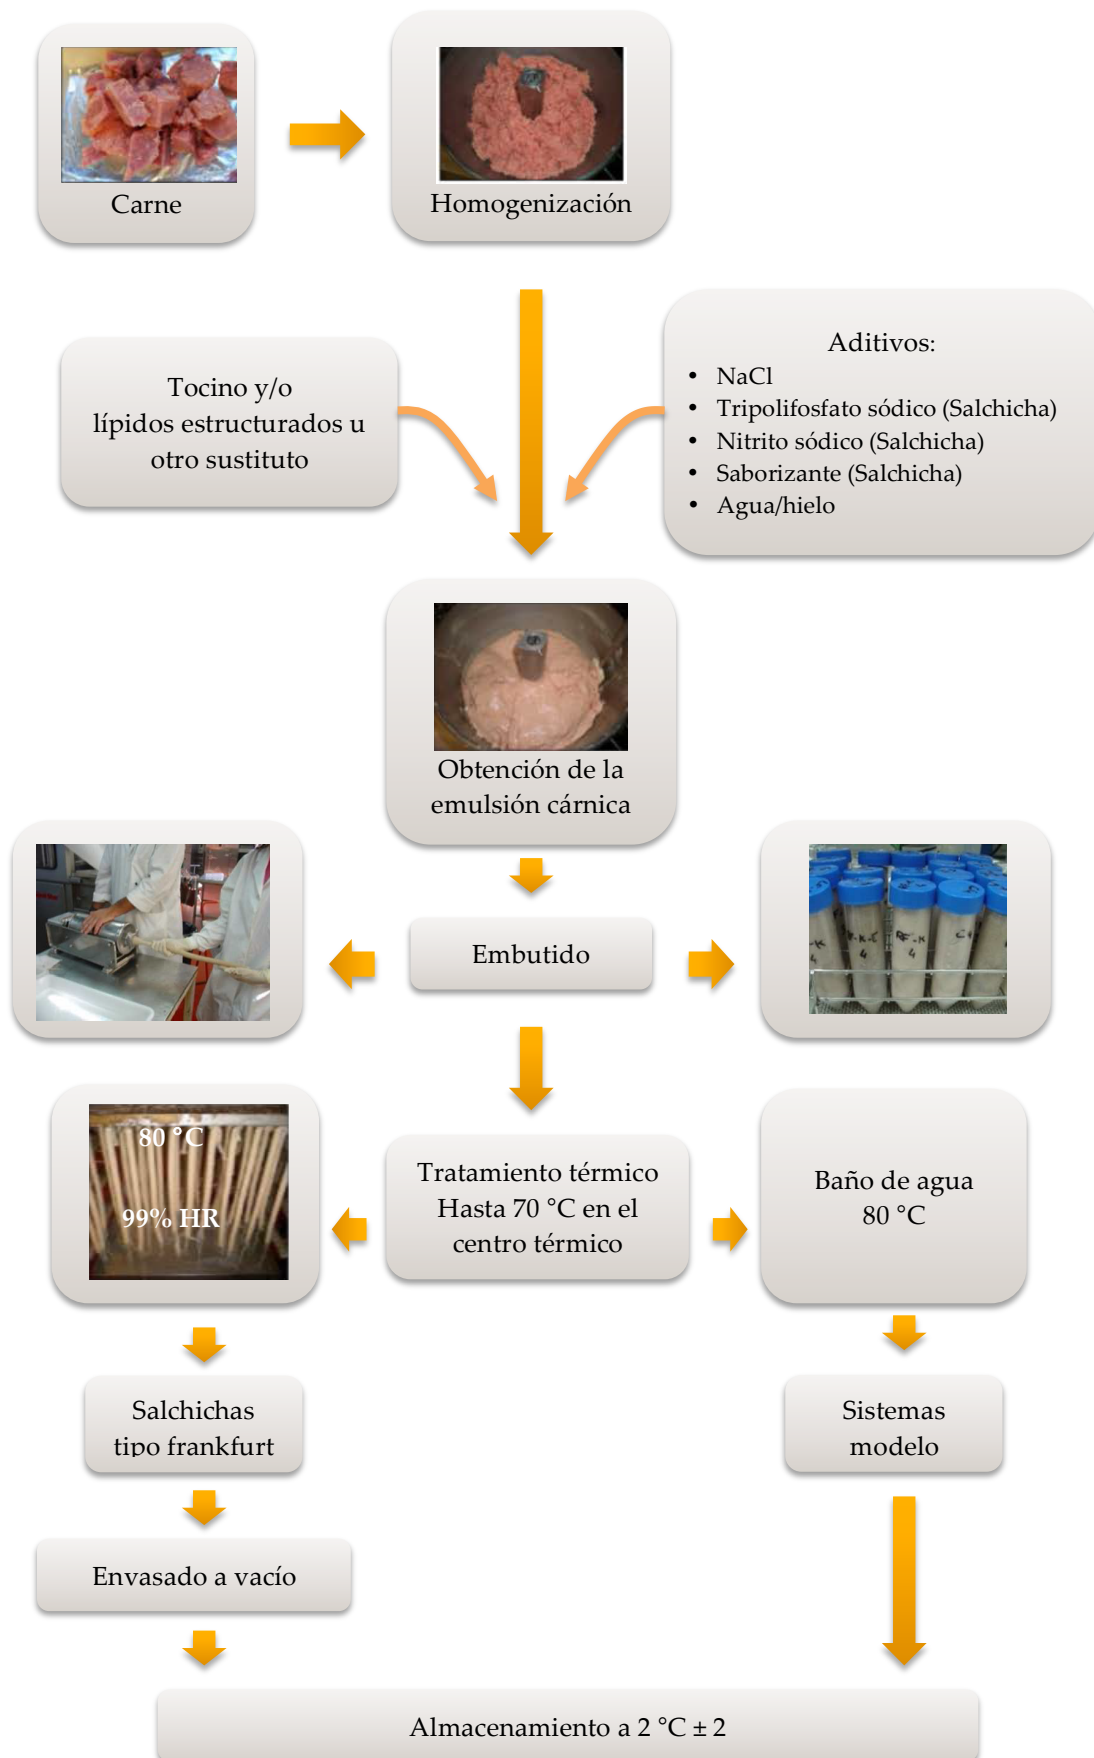 Carne
Homogenización
Tocino y/o
lípidos estructurados u
otro sustituto
Aditivos:
• NaCl
• Tripolifosfato sódico (Salchicha)
• Nitrito sódico (Salchicha)
• Saborizante (Salchicha)
• Agua/hielo
Obtención de la
emulsión cárnica
Embutido
80 °C
99% HR
Tratamiento térmico
Hasta 70 °C en el
centro térmico
Baño de agua
80 °C
Salchichas
tipo frankfurt
Sistemas
modelo
Envasado a vacío
Almacenamiento a 2 °C ± 2